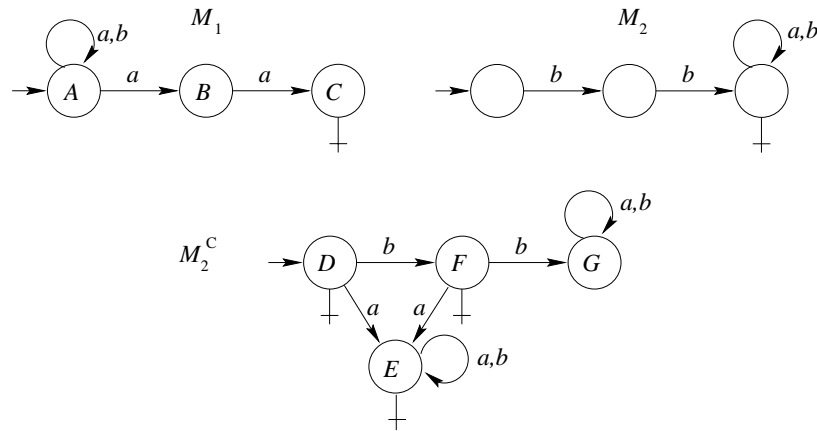 M1 M2
a,b a,b
A a B a C b b
M2C
a,b
D b F b G
a a
E a,b